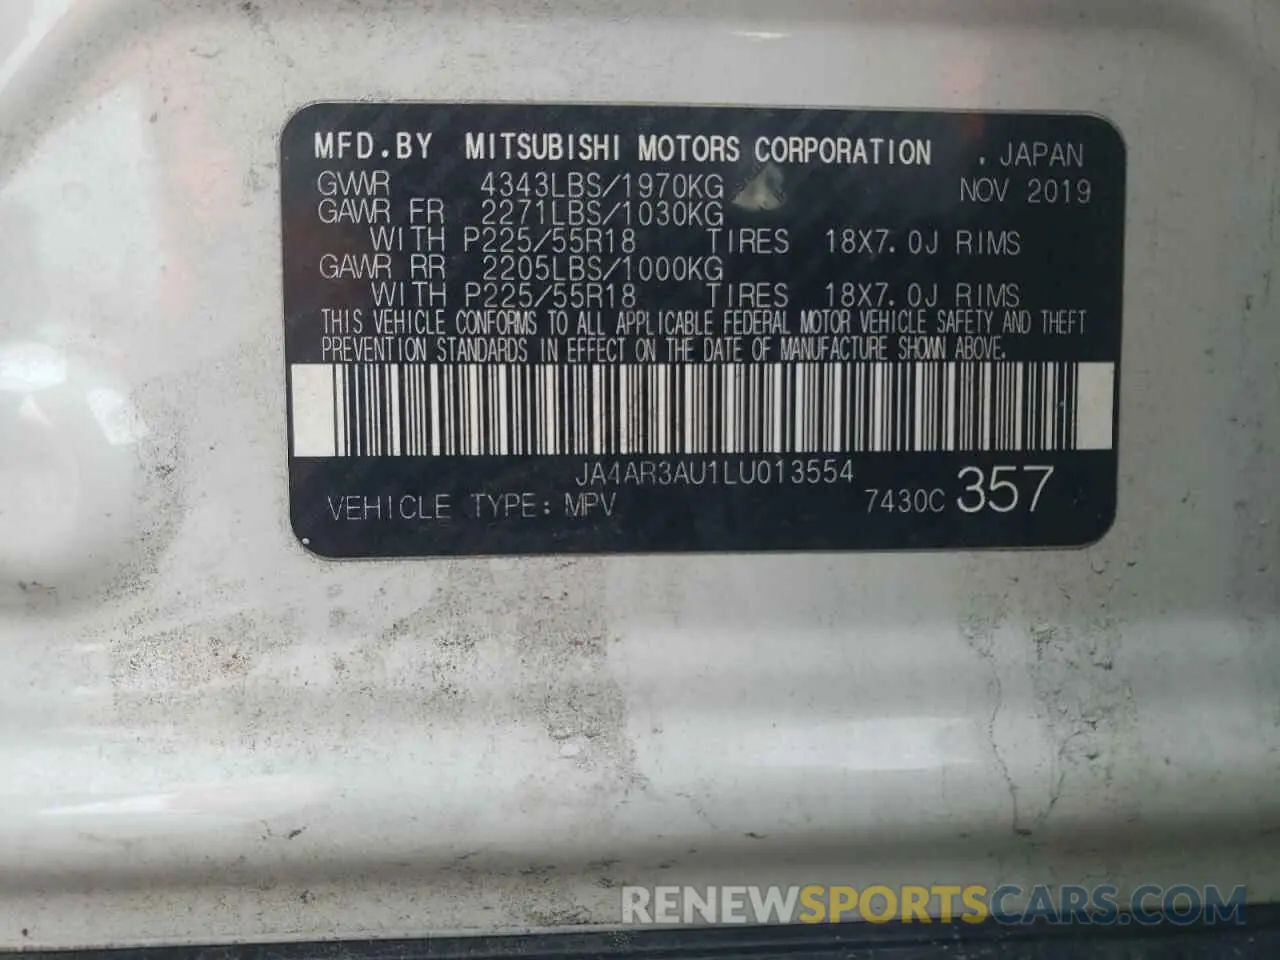 MFD.BY MITSUBISHI MOTORS CORPORATION . JAPAN
GVWR 4343LBS/1970KG NOV 2019
GAWR FR 2271LBS/1030KG
WITH P225/55R18 TIRES 18X7.0J RIMS
GAWR RR 2205LBS/1000KG
WITH P225/55R18 TIRES 18X7.0J RIMS
THIS VEHICLE CONFORMS TO ALL APPLICABLE FEDERAL MOTOR VEHICLE SAFETY AND THEFT
PREVENTION STANDARDS IN EFFECT ON THE DATE OF MANUFACTURE SHOWN ABOVE.
JA4AR3AU1LU013554
VEHICLE TYPE: MPV 7430C 357
RENEWSPORTSCARS.COM